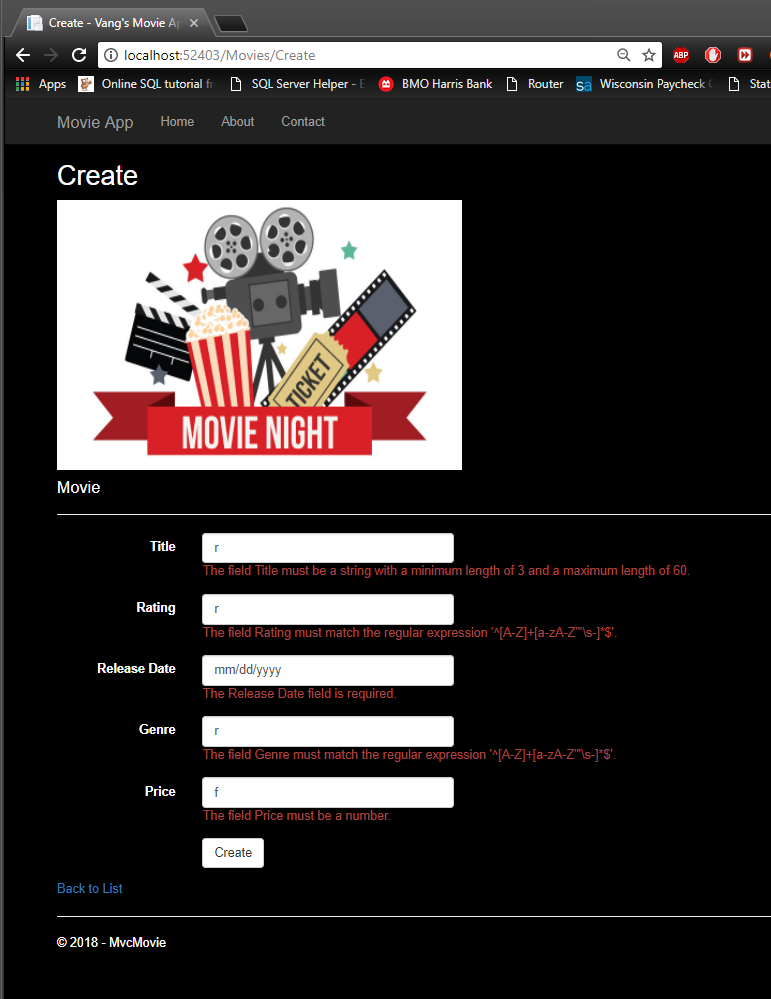 Create - Vang's Movie Ap
localhost:52403/Movies/Create
ABP
Apps Online SQL tutorial fr SQL Server Helper - E BMO Harris Bank Router sa Wisconsin Paycheck C Stat
Movie App Home About Contact
Create
TICKET
MOVIE NIGHT
Movie
Title r
The field Title must be a string with a minimum length of 3 and a maximum length of 60.
Rating r
The field Rating must match the regular expression '^[A-Z]+[a-zA-Z""'\s-]*$'.
Release Date mm/dd/yyyy
The Release Date field is required.
Genre r
The field Genre must match the regular expression '^[A-Z]+[a-zA-Z""'\s-]*$'.
Price f
The field Price must be a number.
Create
Back to List
© 2018 - MvcMovie